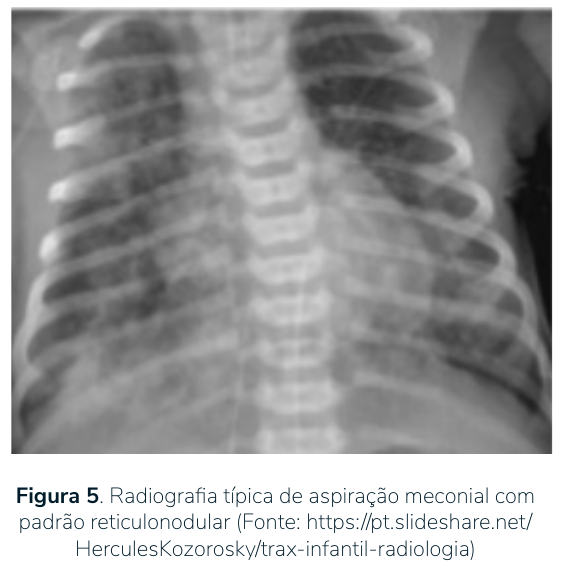 Figura 5. Radiografia típica de aspiração meconial com
padrão reticulonodular (Fonte: https://pt.slideshare.net/
HerculesKozorosky/trax-infantil-radiologia)